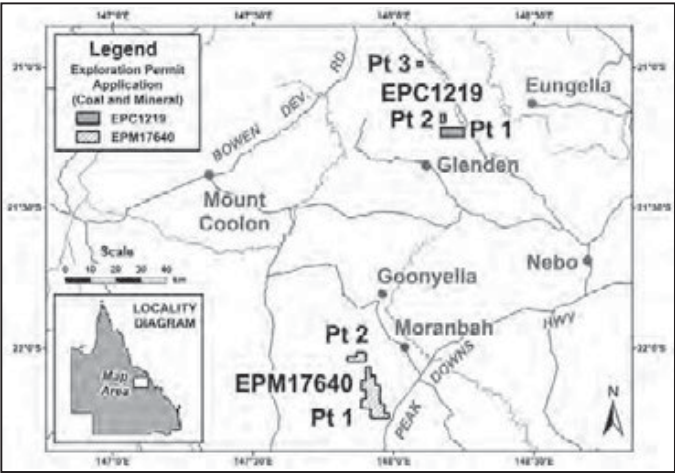 147°0'E 147°30'E 148°0'E 148°30'E
Legend
Exploration Permit
Application
(Coal and Mineral)
EPC1219
EPM17640
21°0'S
21°0'S
Pt 3
EPC1219
Pt 2
Pt 1
Eungella
BOWEN DEV. RD
Glenden
Mount
Coolon
21°30'S
21°30'S
Scale
0 10 20 30 40
km
Nebo
Goonyella
Moranbah
LOCALITY
DIAGRAM
Map
Area
22°0'S
22°0'S
Pt 2
EPM17640
Pt 1
PEAK DOWNS HWY
N
147°0'E 147°30'E 148°0'E 148°30'E